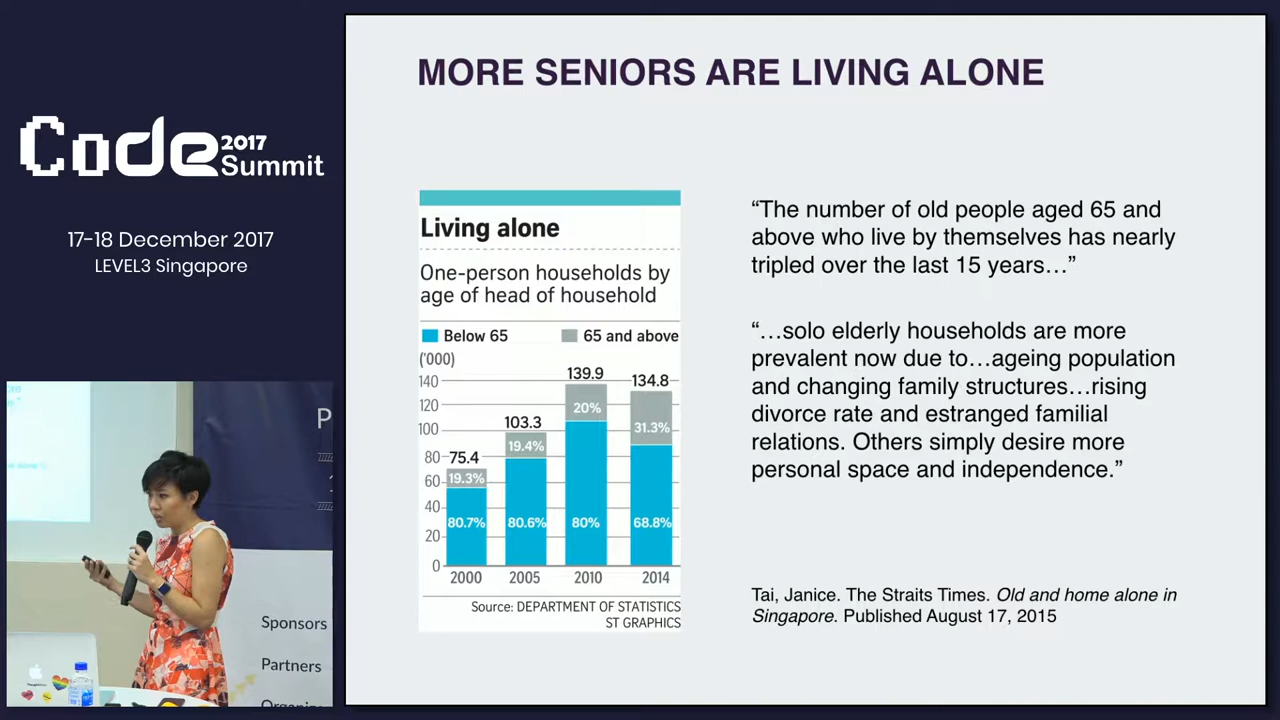 MORE SENIORS ARE LIVING ALONE
Code 2017
Summit
17-18 December 2017
LEVEL3 Singapore
Living alone
One-person households by
age of head of household
Below 65
65 and above
('000)
140
120
100
80
60
40
20
0
75.4
19.3%
80.7%
2000
103.3
19.4%
80.6%
2005
139.9
20%
80%
2010
134.8
31.3%
68.8%
2014
Source: DEPARTMENT OF STATISTICS
ST GRAPHICS
“The number of old people aged 65 and
above who live by themselves has nearly
tripled over the last 15 years…”
“…solo elderly households are more
prevalent now due to…ageing population
and changing family structures…rising
divorce rate and estranged familial
relations. Others simply desire more
personal space and independence.”
Tai, Janice. The Straits Times. Old and home alone in
Singapore. Published August 17, 2015
P
Sponsors
Partners